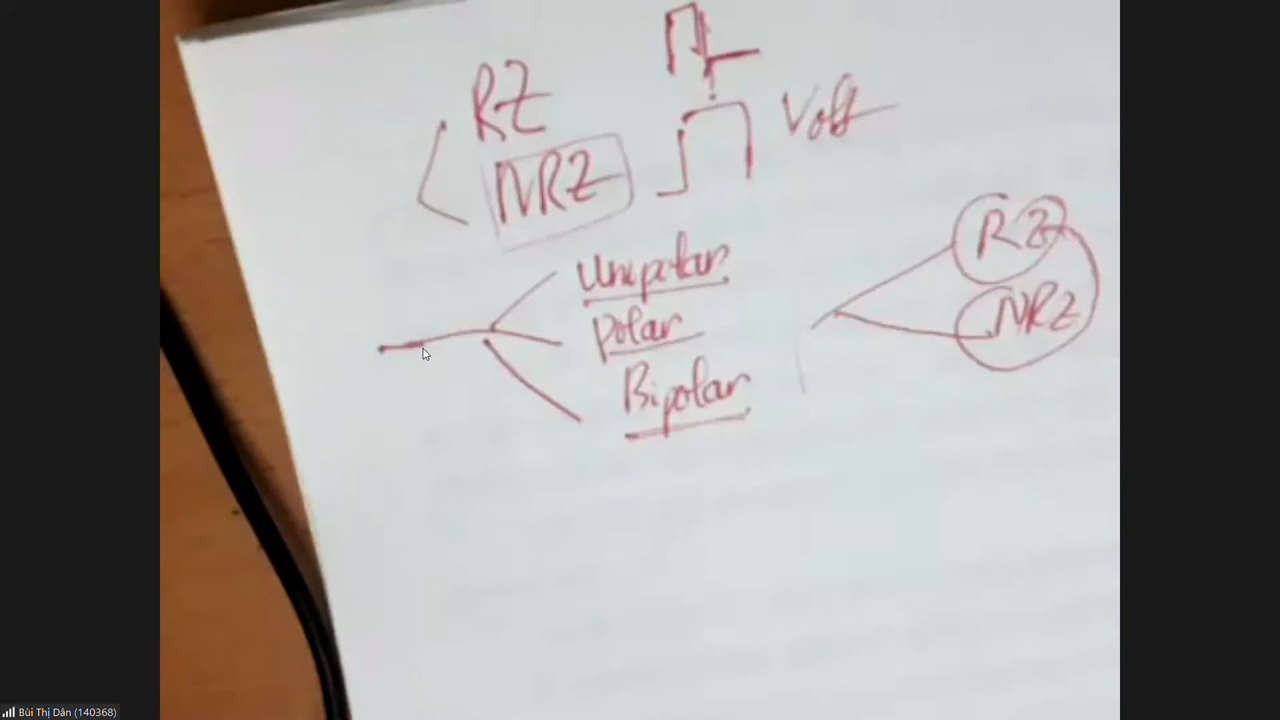 RZ
Volt
NRZ
Unipolar
RZ
polar
NRZ
Bipolar
Bùi Thị Dân (140368)